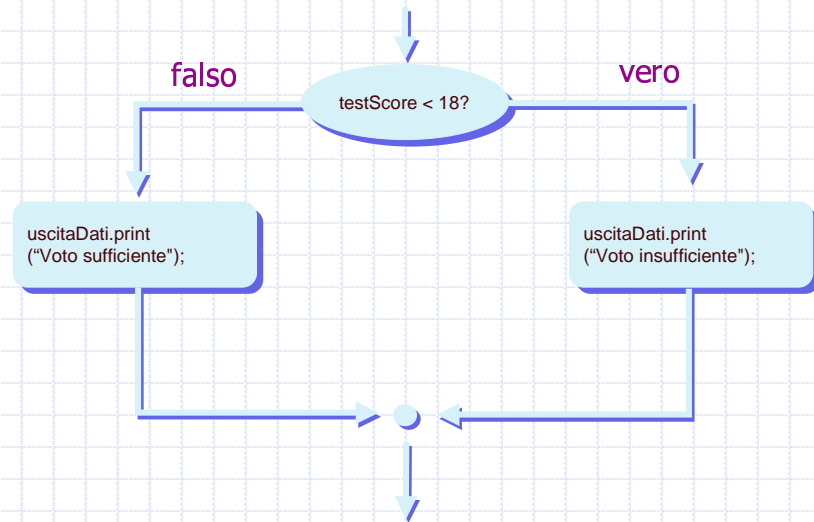 falso
vero
testScore < 18?
uscitaDati.print
(“Voto sufficiente");
uscitaDati.print
(“Voto insufficiente");